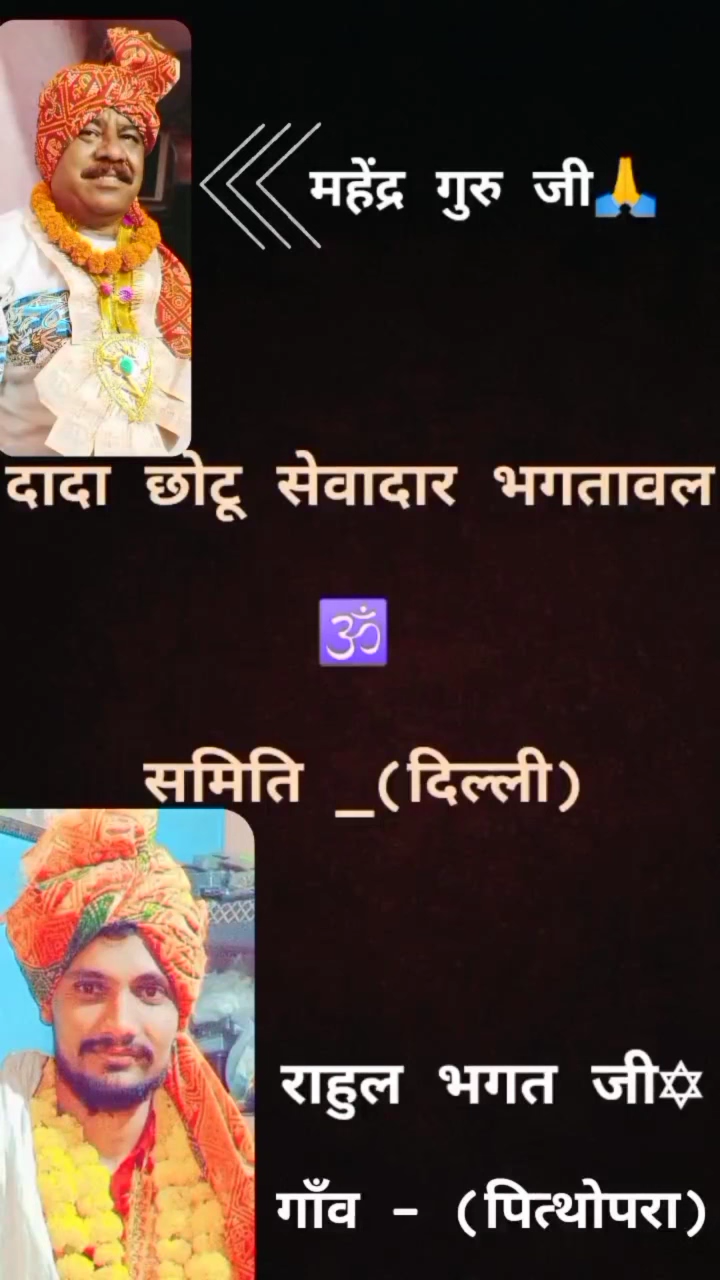 महेंद्र गुरु जी🙏
दादा छोटू सेवादार भगतावल
🕉
समिति _(दिल्ली)
राहुल भगत जी✡
गाँव - (पित्थोपरा)